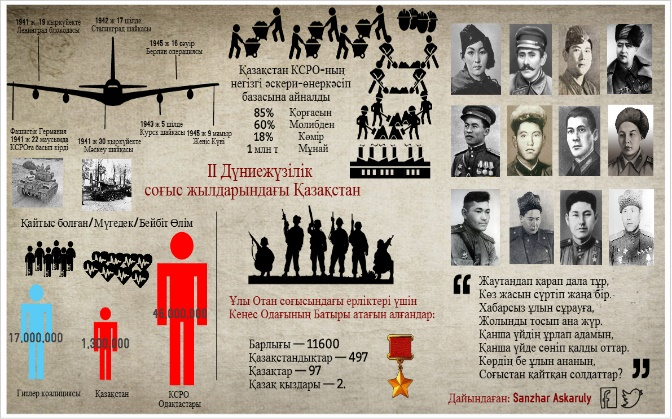 1941 ж 19 қыркүйекте
Ленинград блокадасы
1942 ж 17 шілде
Сталинград шайқасы
1945 ж 16 сәуір
Берлин операциясы
Фашистік Германия
1941 ж 22 маусымда
КСРОға басып кірді
1941 ж 30 қыркүйекте
Мәскеу шайқасы
1943 ж 5 шілде
Курск шайқасы
1945 ж 9 мамыр
Жеңіс Күні
Қазақстан КСРО-ның
негізгі әскери-өнеркәсіп
базасына айналды
85% Қорғасын
60% Молибден
18% Көмір
1 млн т Мұнай
II Дүниежүзілік
соғыс жылдарындағы Қазақстан
Қайтыс болған/Мүгедек/Бейбіт Өлім
17,000,000
Гитлер коалициясы
1,300,000
Қазақстан
КСРО
Одақтастары
Ұлы Отан соғысындағы ерліктері үшін
Кеңес Одағының Батыры атағын алғандар:
Барлығы — 11600
Қазақстандықтар — 497
Қазақтар — 97
Қазақ қыздары — 2.
“
Жаутандап қарап дала тұр,
Көз жасын сүртіп жаңа бір.
Хабарсыз ұлын сұрауға,
Жолыңды тосып ана жүр.
Қанша үйдің ұрлап адамын,
Қанша үйде сөніп қалды оттар.
Көрдің бе ұлын ананың,
Соғыстан қайтқан солдаттар?
”
Дайындаған: Sanzhar Askaruly